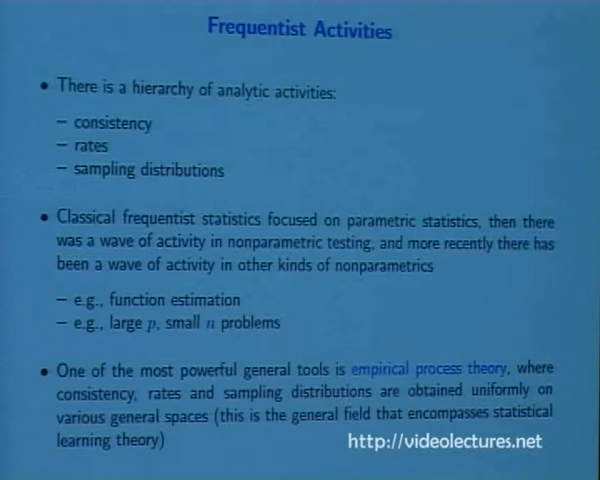 Frequentist Activities
• There is a hierarchy of analytic activities:
– consistency
– rates
– sampling distributions
• Classical frequentist statistics focused on parametric statistics, then there
was a wave of activity in nonparametric testing, and more recently there has
been a wave of activity in other kinds of nonparametrics
– e.g., function estimation
– e.g., large p, small n problems
• One of the most powerful general tools is empirical process theory, where
consistency, rates and sampling distributions are obtained uniformly on
various general spaces (this is the general field that encompasses statistical
learning theory)
http://videolectures.net